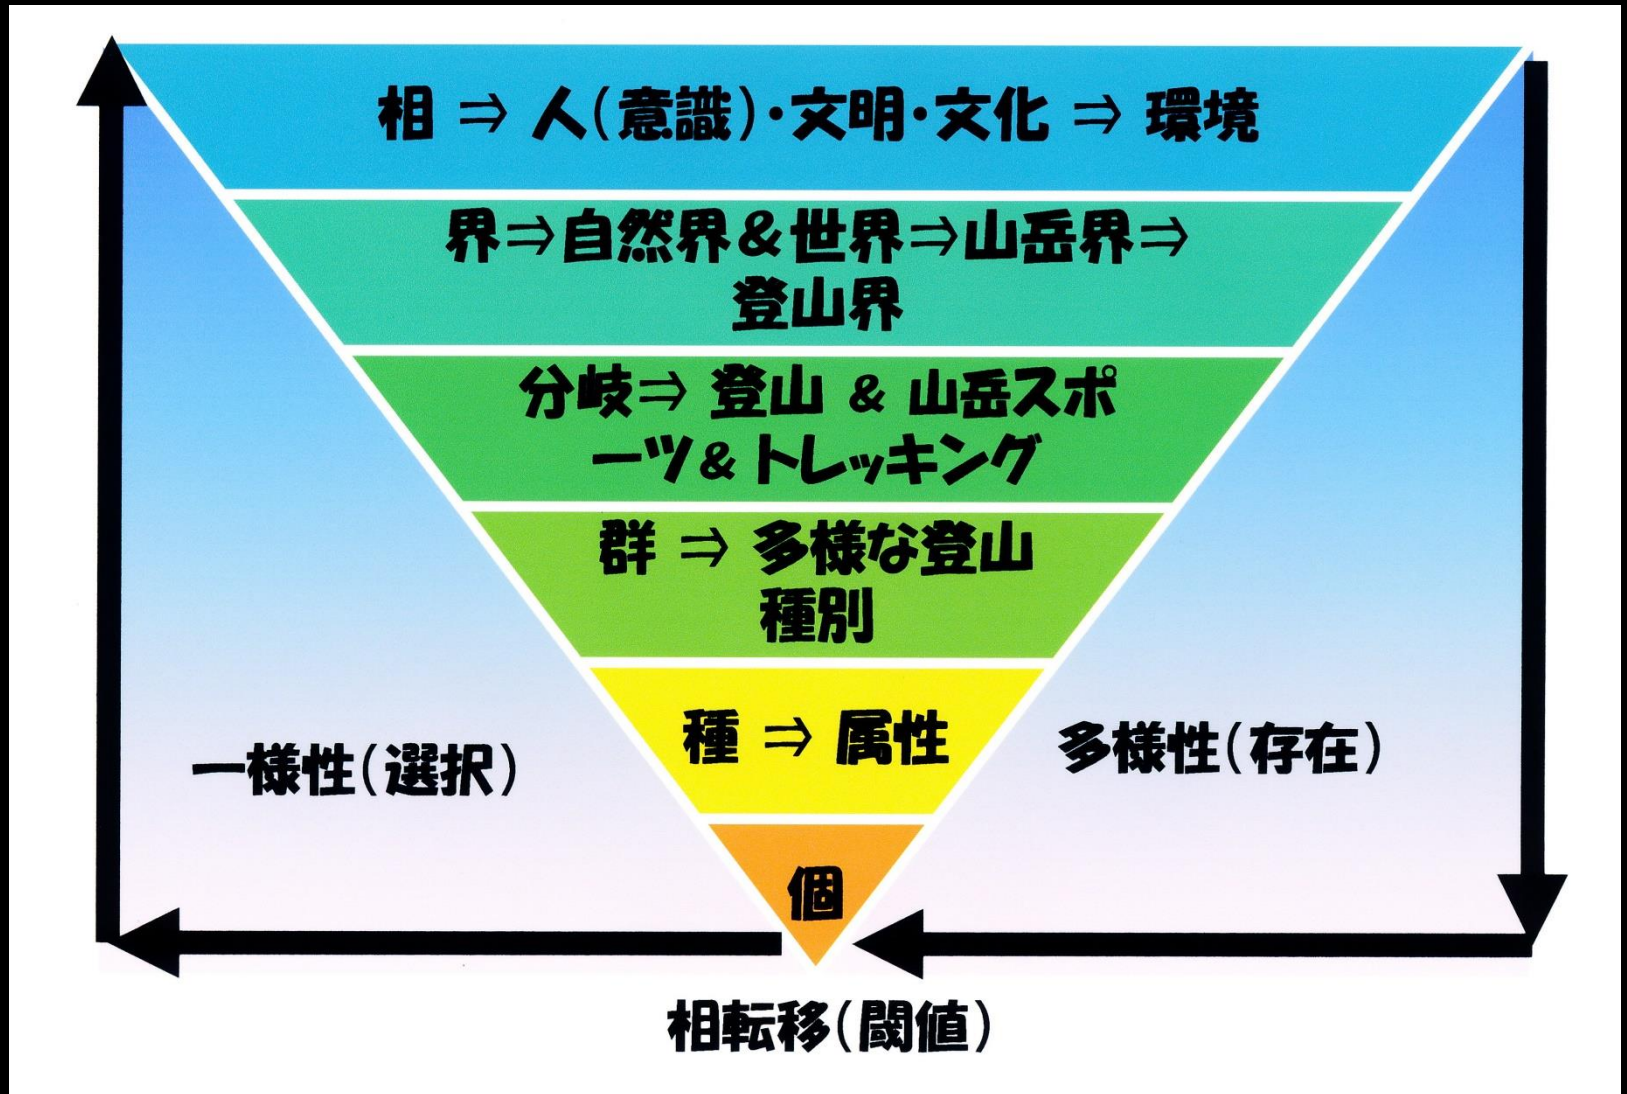 相 ⇒ 人(意識)・文明・文化 ⇒ 環境
界⇒自然界&世界⇒山岳界⇒
登山界
分岐⇒ 登山 & 山岳スポ
ーツ& トレッキング
群 ⇒ 多様な登山
種別
種 ⇒ 属性
一様性(選択)
多様性(存在)
個
相転移(閾値)